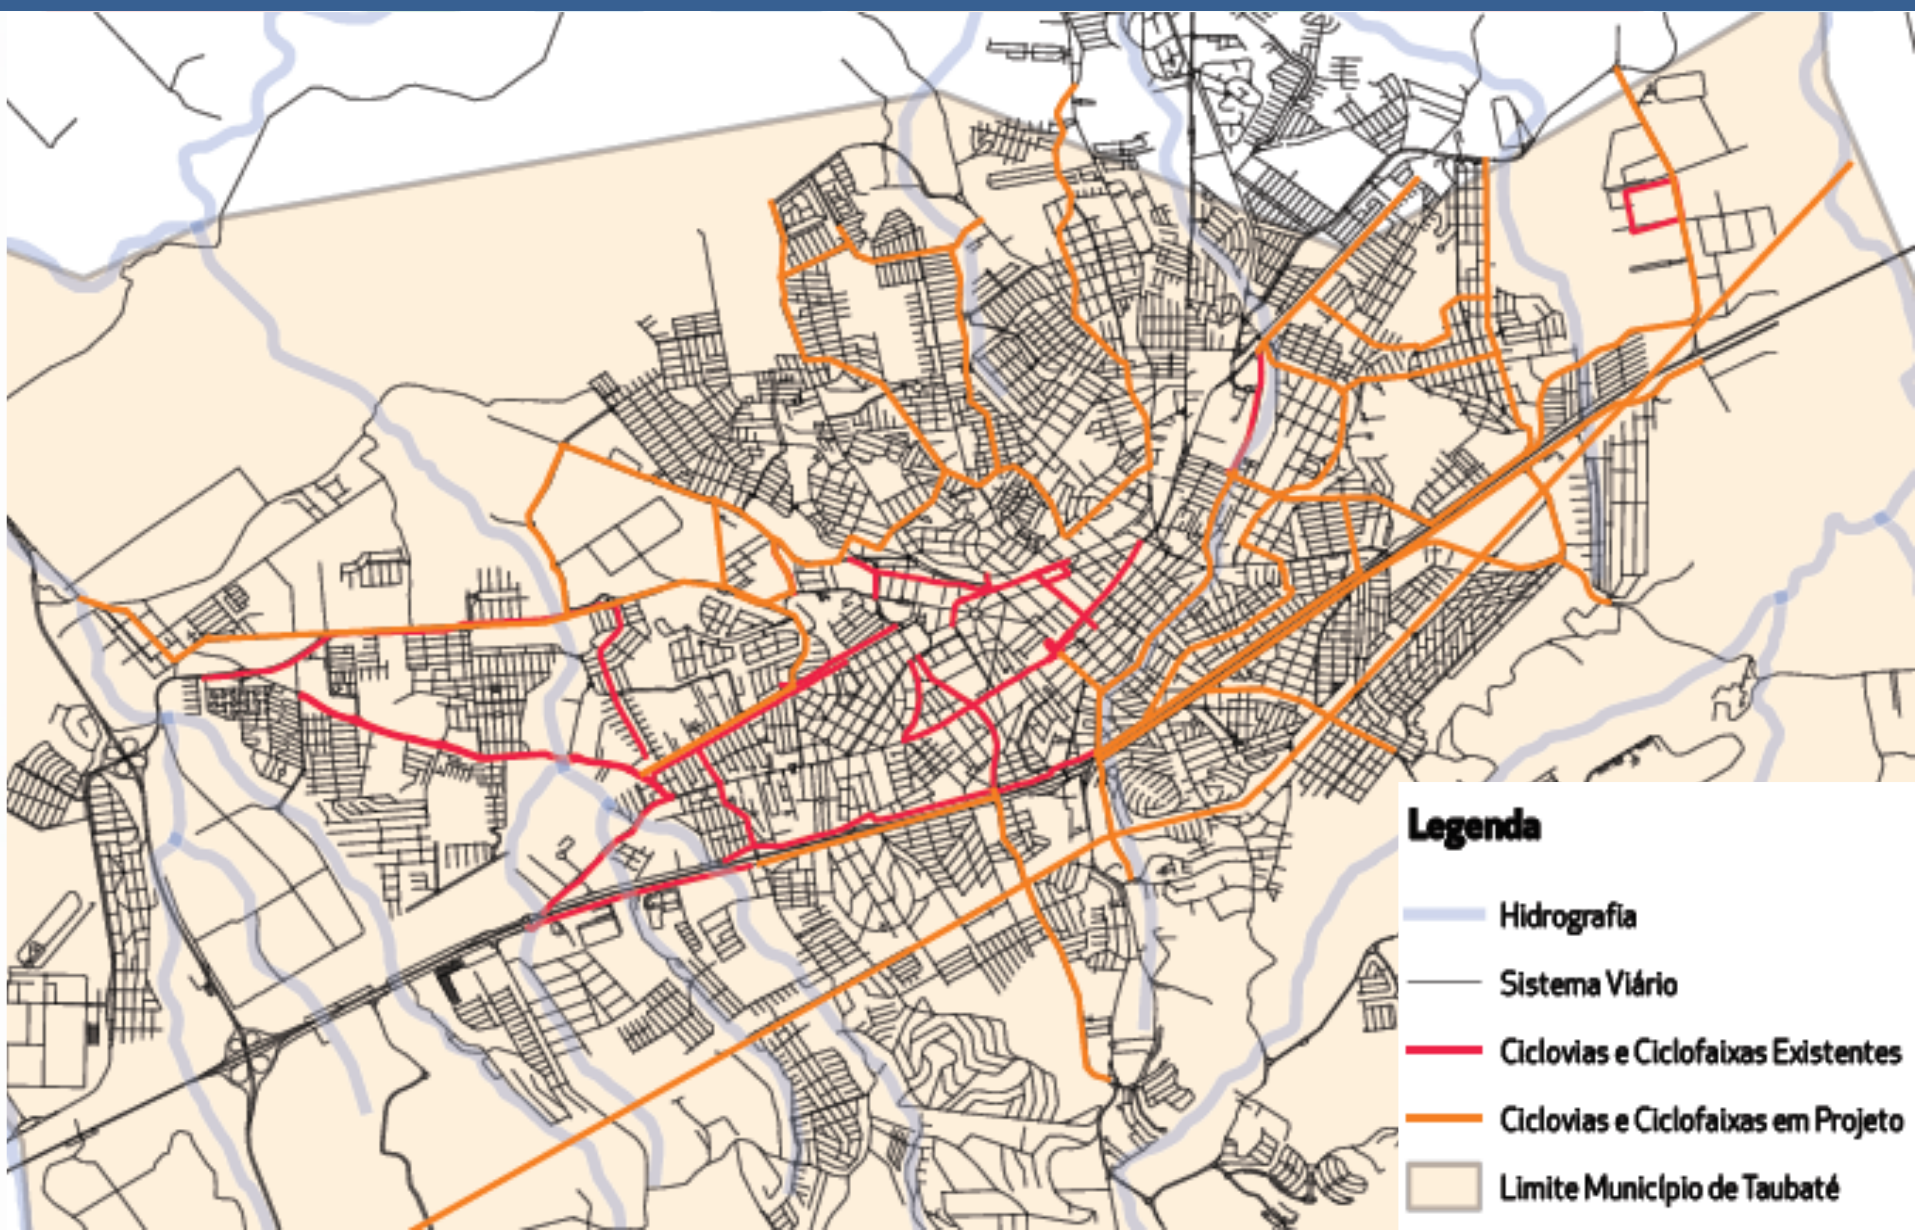 Legenda
Hidrografia
Sistema Viário
Ciclovias e Ciclofaixas Existentes
Ciclovias e Ciclofaixas em Projeto
Limite Município de Taubaté